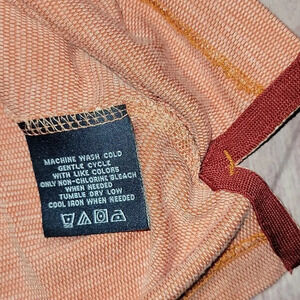 MACHINE WASH COLD
GENTLE CYCLE
WITH LIKE COLORS
ONLY NON-CHLORINE BLEACH
WHEN NEEDED
TUMBLE DRY LOW
COOL IRON WHEN NEEDED